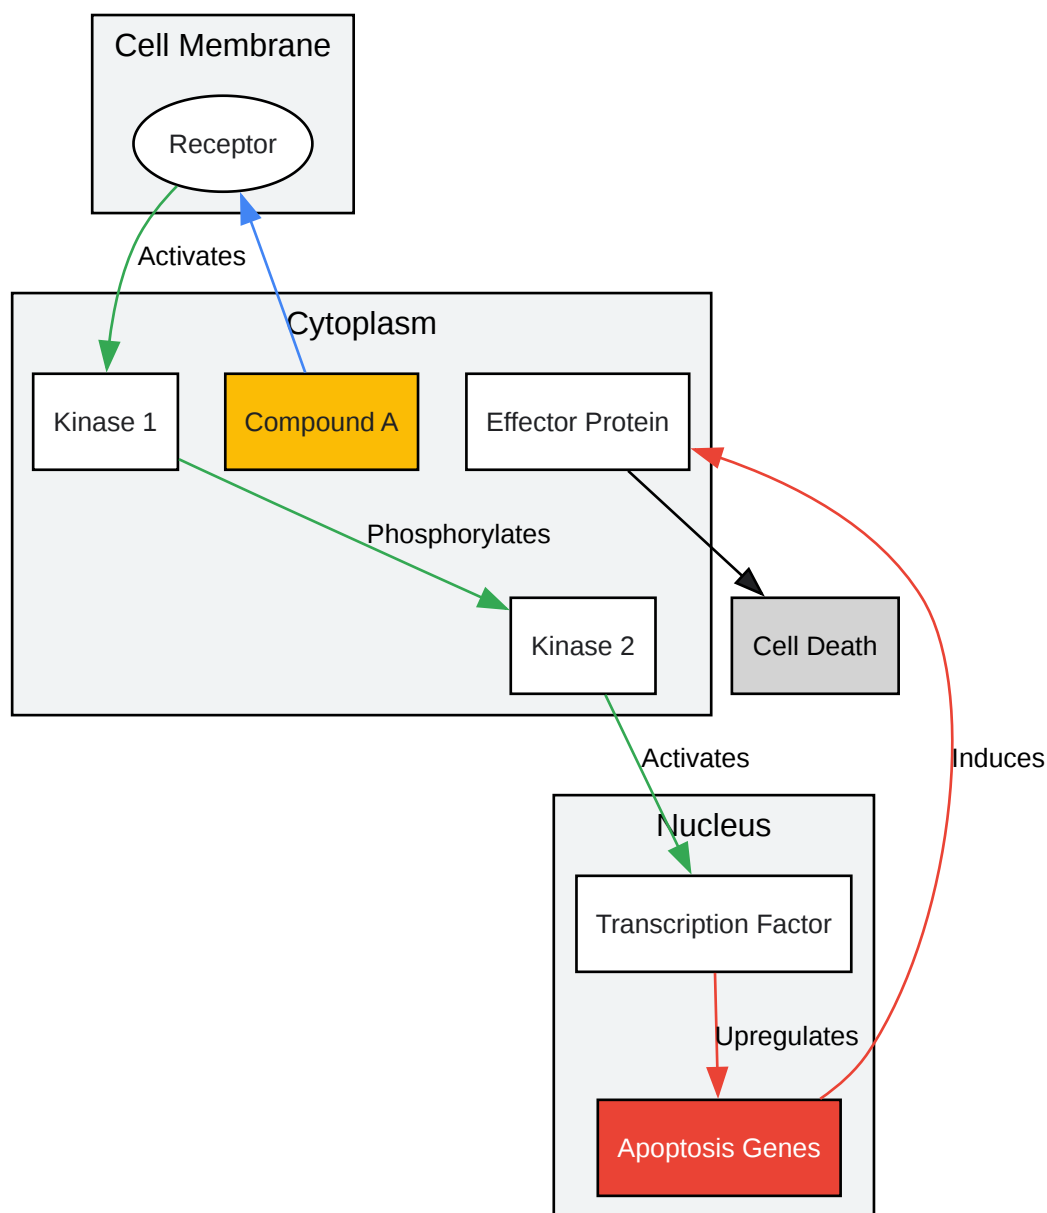 Cell Membrane
Receptor
Activates
Cytoplasm
Kinase 1
Compound A
Effector Protein
Phosphorylates
Kinase 2
Cell Death
Activates
Induces
Nucleus
Transcription Factor
Upregulates
Apoptosis Genes